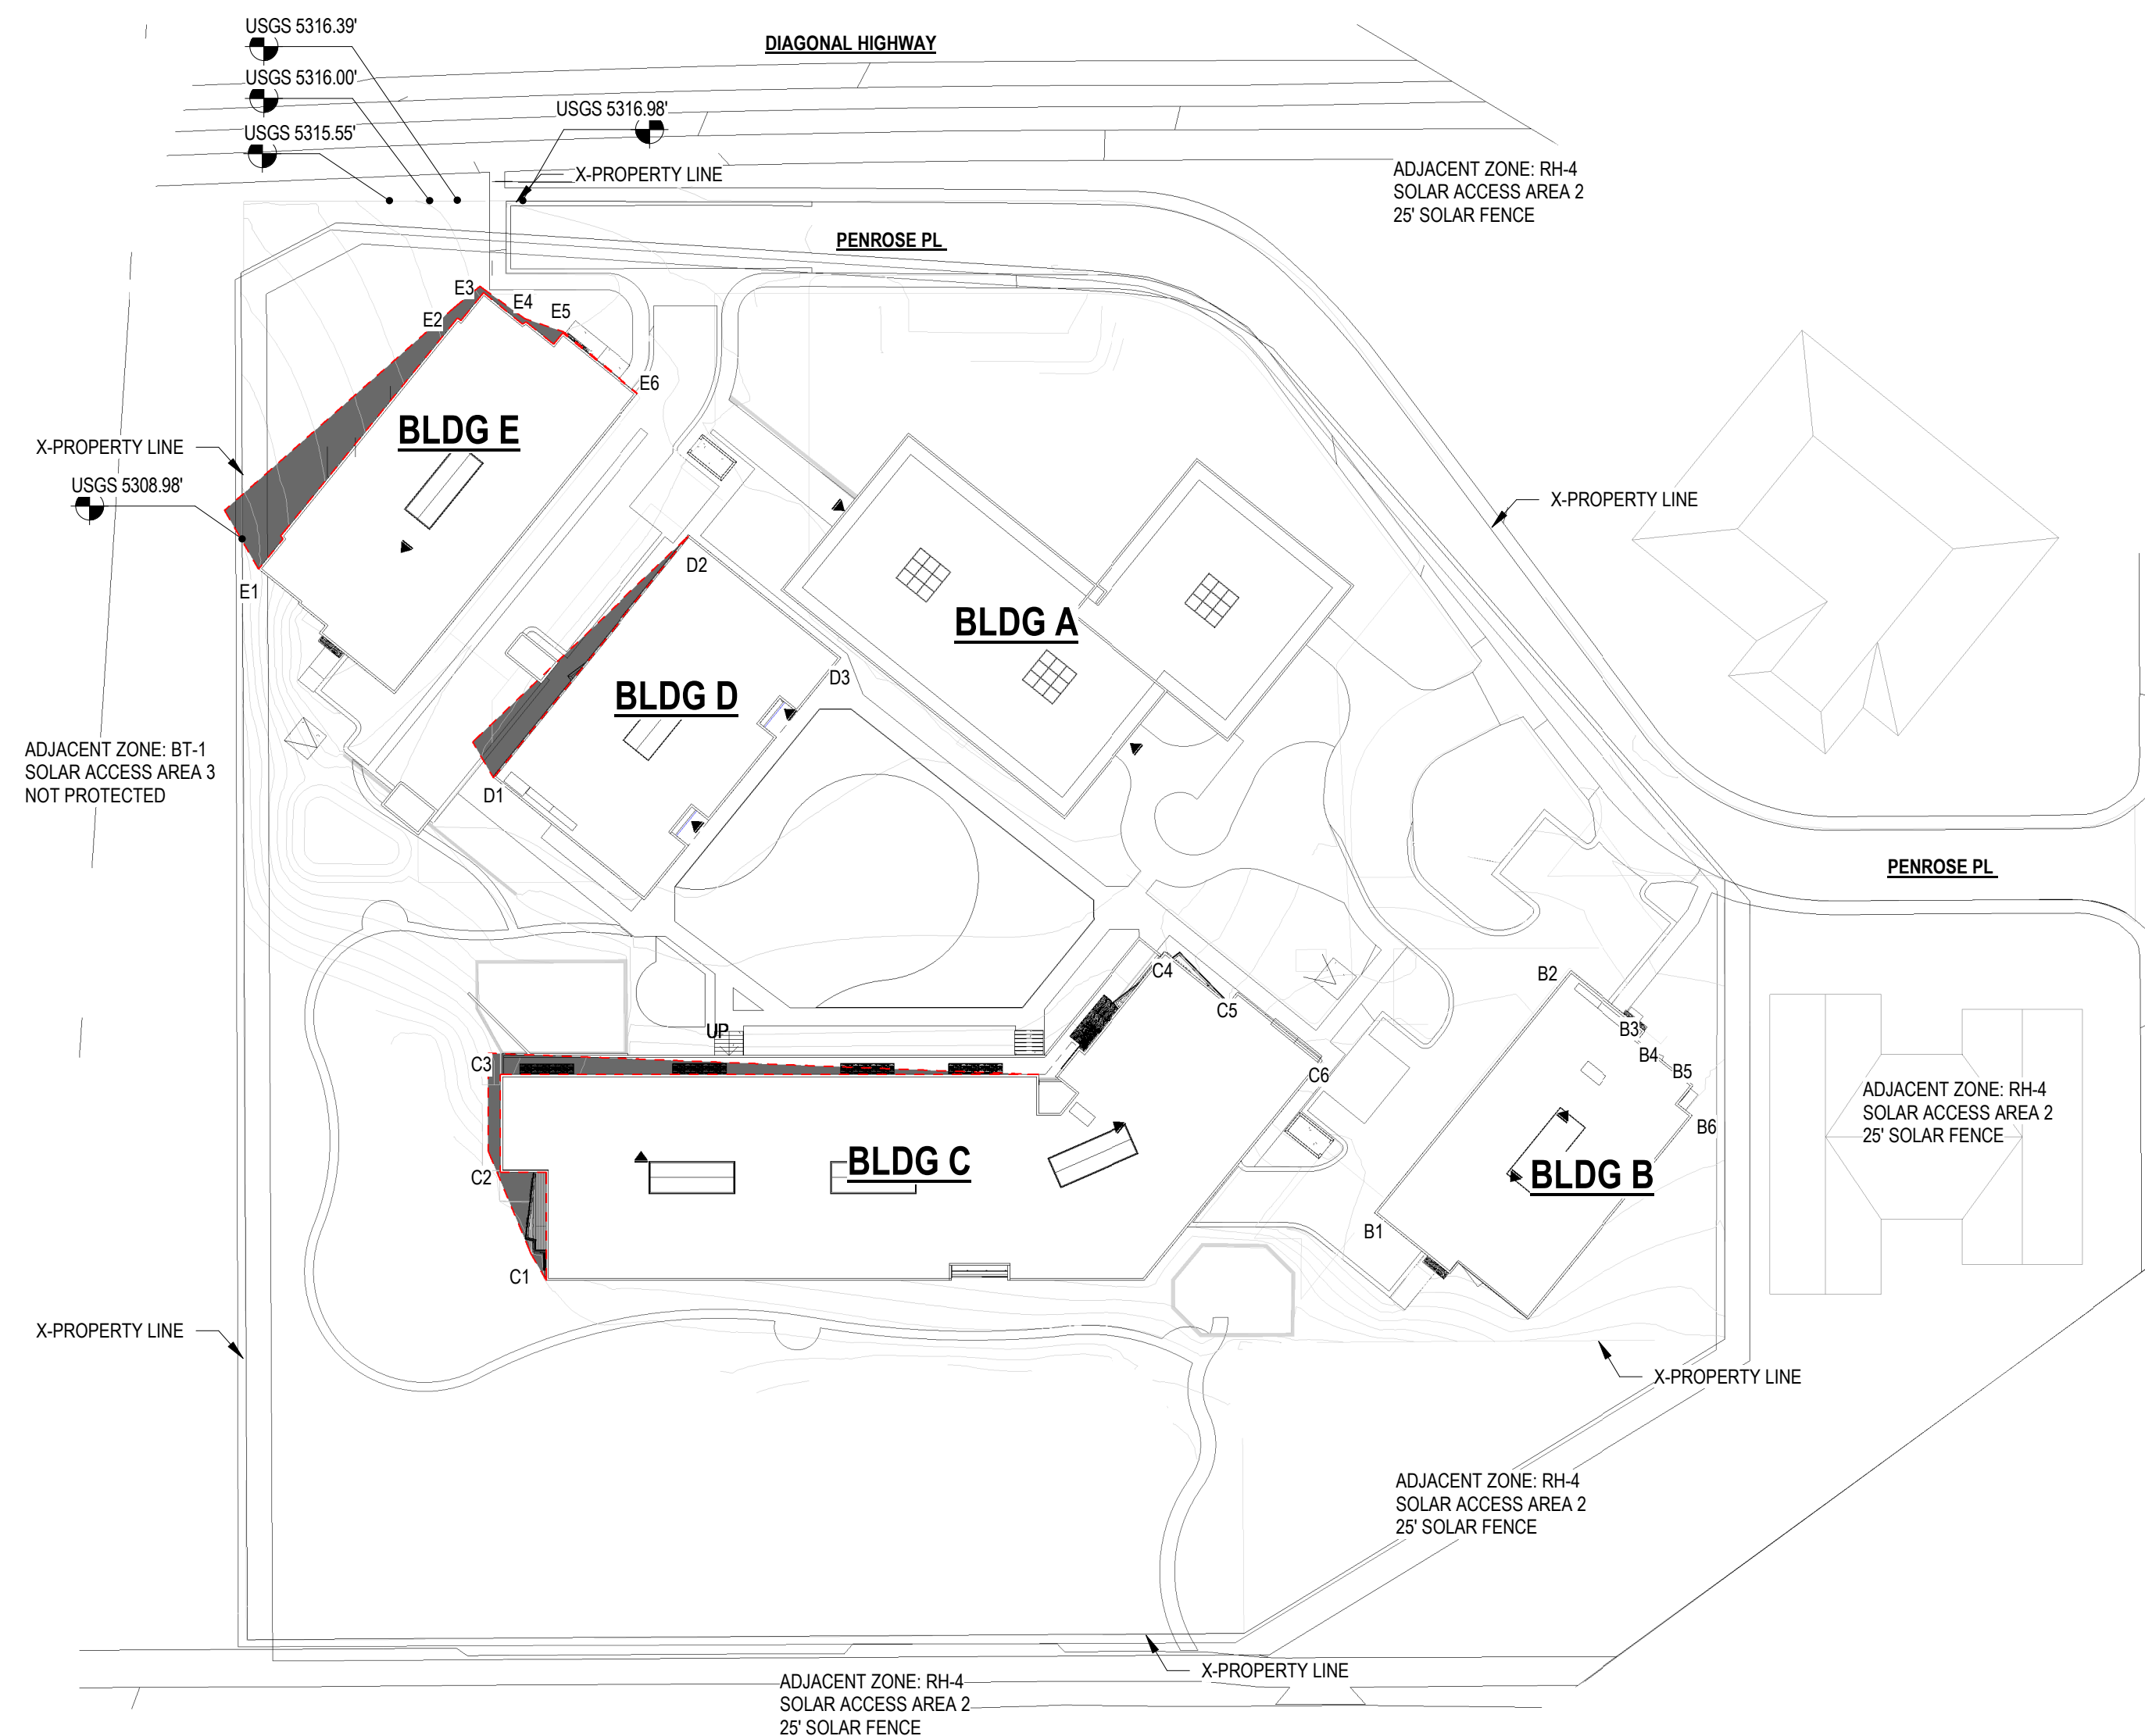 USGS 5316.39'
DIAGONAL HIGHWAY
USGS 5316.00'
USGS 5316.98'
USGS 5315.55'
X-PROPERTY LINE
ADJACENT ZONE: RH-4
SOLAR ACCESS AREA 2
25' SOLAR FENCE
PENROSE PL
E3
E4
E5
E2
E6
BLDG E
X-PROPERTY LINE
USGS 5308.98'
X-PROPERTY LINE
E1
D2
BLDG A
D3
BLDG D
ADJACENT ZONE: BT-1
SOLAR ACCESS AREA 3
NOT PROTECTED
D1
PENROSE PL
C4
B2
C5
UP
B3
B4
C3
C6
B5
ADJACENT ZONE: RH-4
SOLAR ACCESS AREA 2
25' SOLAR FENCE
B6
BLDG C
BLDG B
C2
B1
C1
X-PROPERTY LINE
X-PROPERTY LINE
ADJACENT ZONE: RH-4
SOLAR ACCESS AREA 2
25' SOLAR FENCE
X-PROPERTY LINE
ADJACENT ZONE: RH-4
SOLAR ACCESS AREA 2
25' SOLAR FENCE